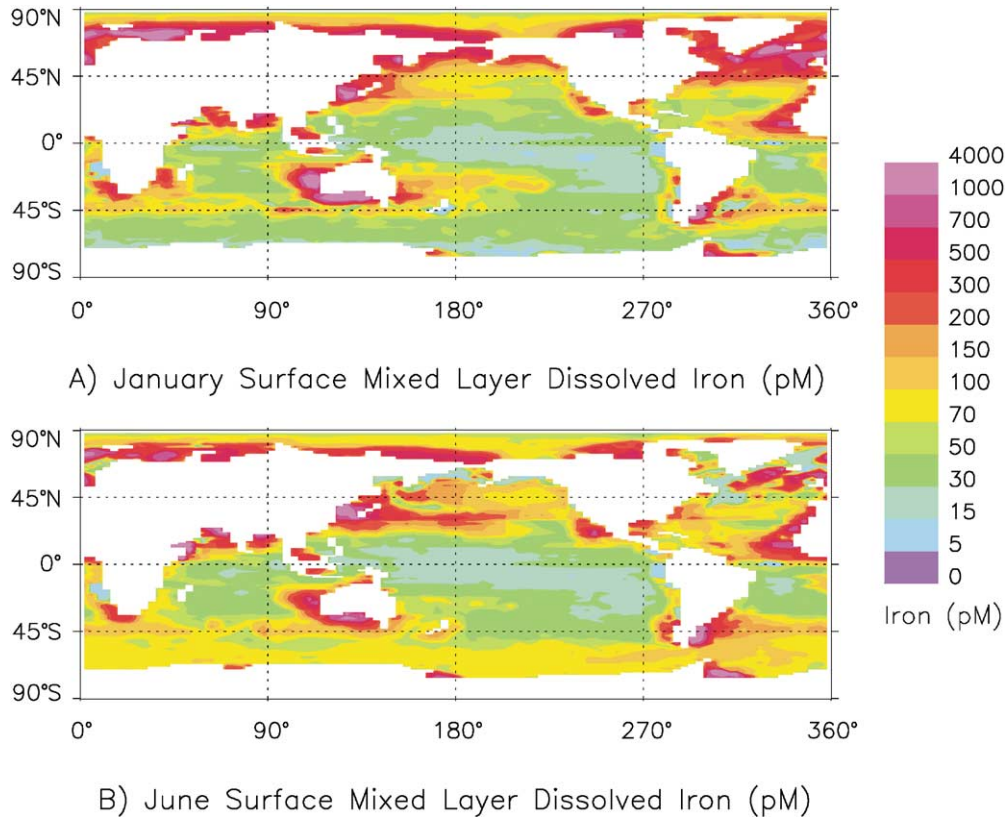 90°N
45°N
0°
45°S
90°S
0° 90° 180° 270° 360°
A) January Surface Mixed Layer Dissolved Iron (pM)
90°N
45°N
0°
45°S
90°S
0° 90° 180° 270° 360°
B) June Surface Mixed Layer Dissolved Iron (pM)
4000
1000
700
500
300
200
150
100
70
50
30
15
5
0
Iron (pM)